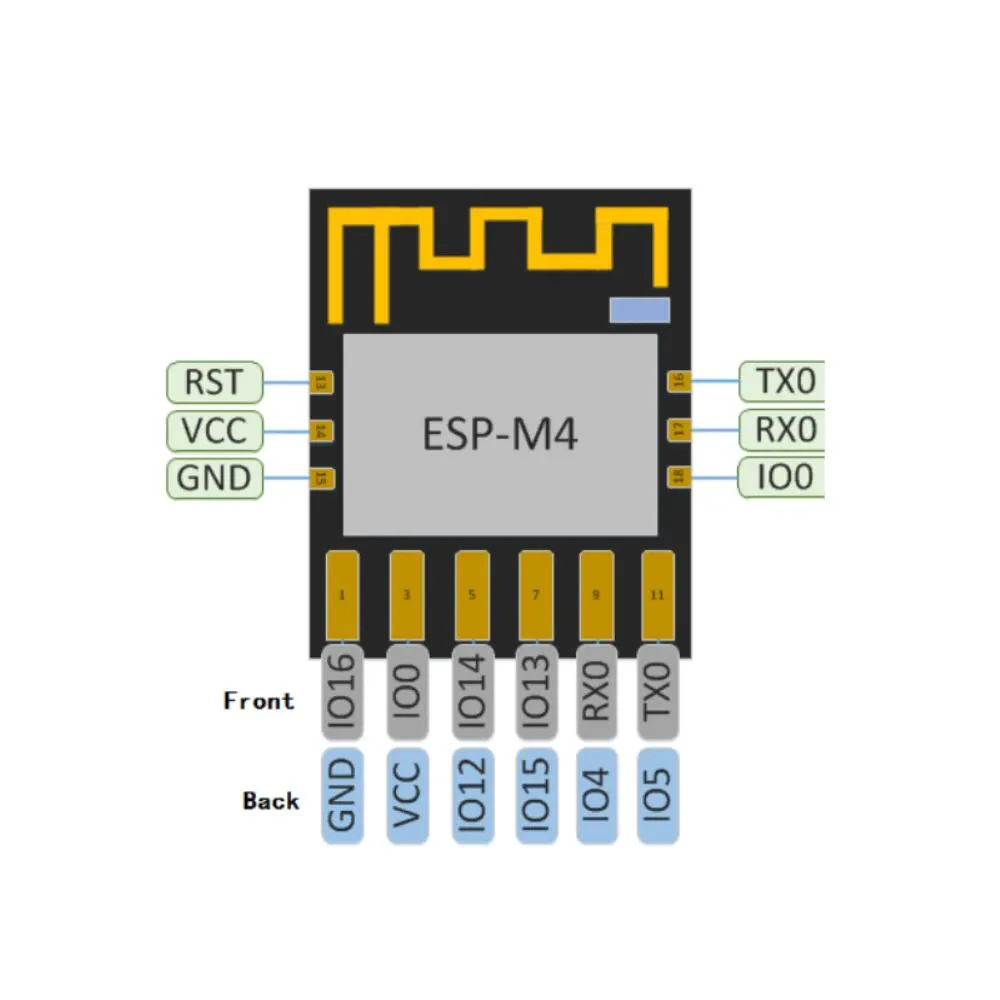 RST 13 16 TX0
VCC 14 ESP-M4 17 RX0
GND 15 18 IO0
1 3 5 7 9 11
Front IO16 IO0 IO14 IO13 RX0 TX0
Back GND VCC IO12 IO15 IO4 IO5